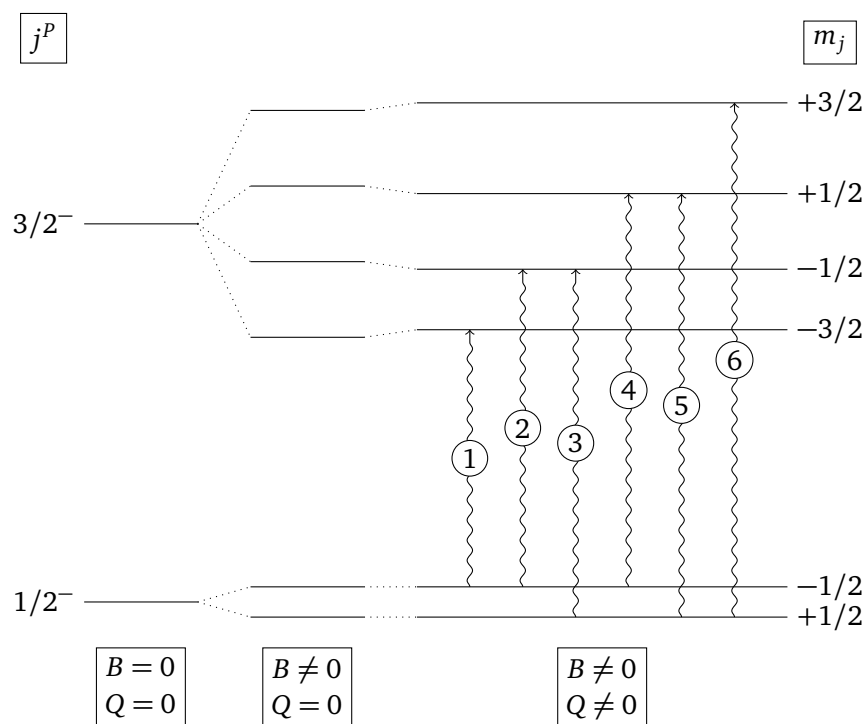 j^P
m_j
+3/2
+1/2
3/2⁻
−1/2
−3/2
6
4
5
2
3
1
−1/2
1/2⁻
+1/2
B = 0
Q = 0
B ≠ 0
Q = 0
B ≠ 0
Q ≠ 0